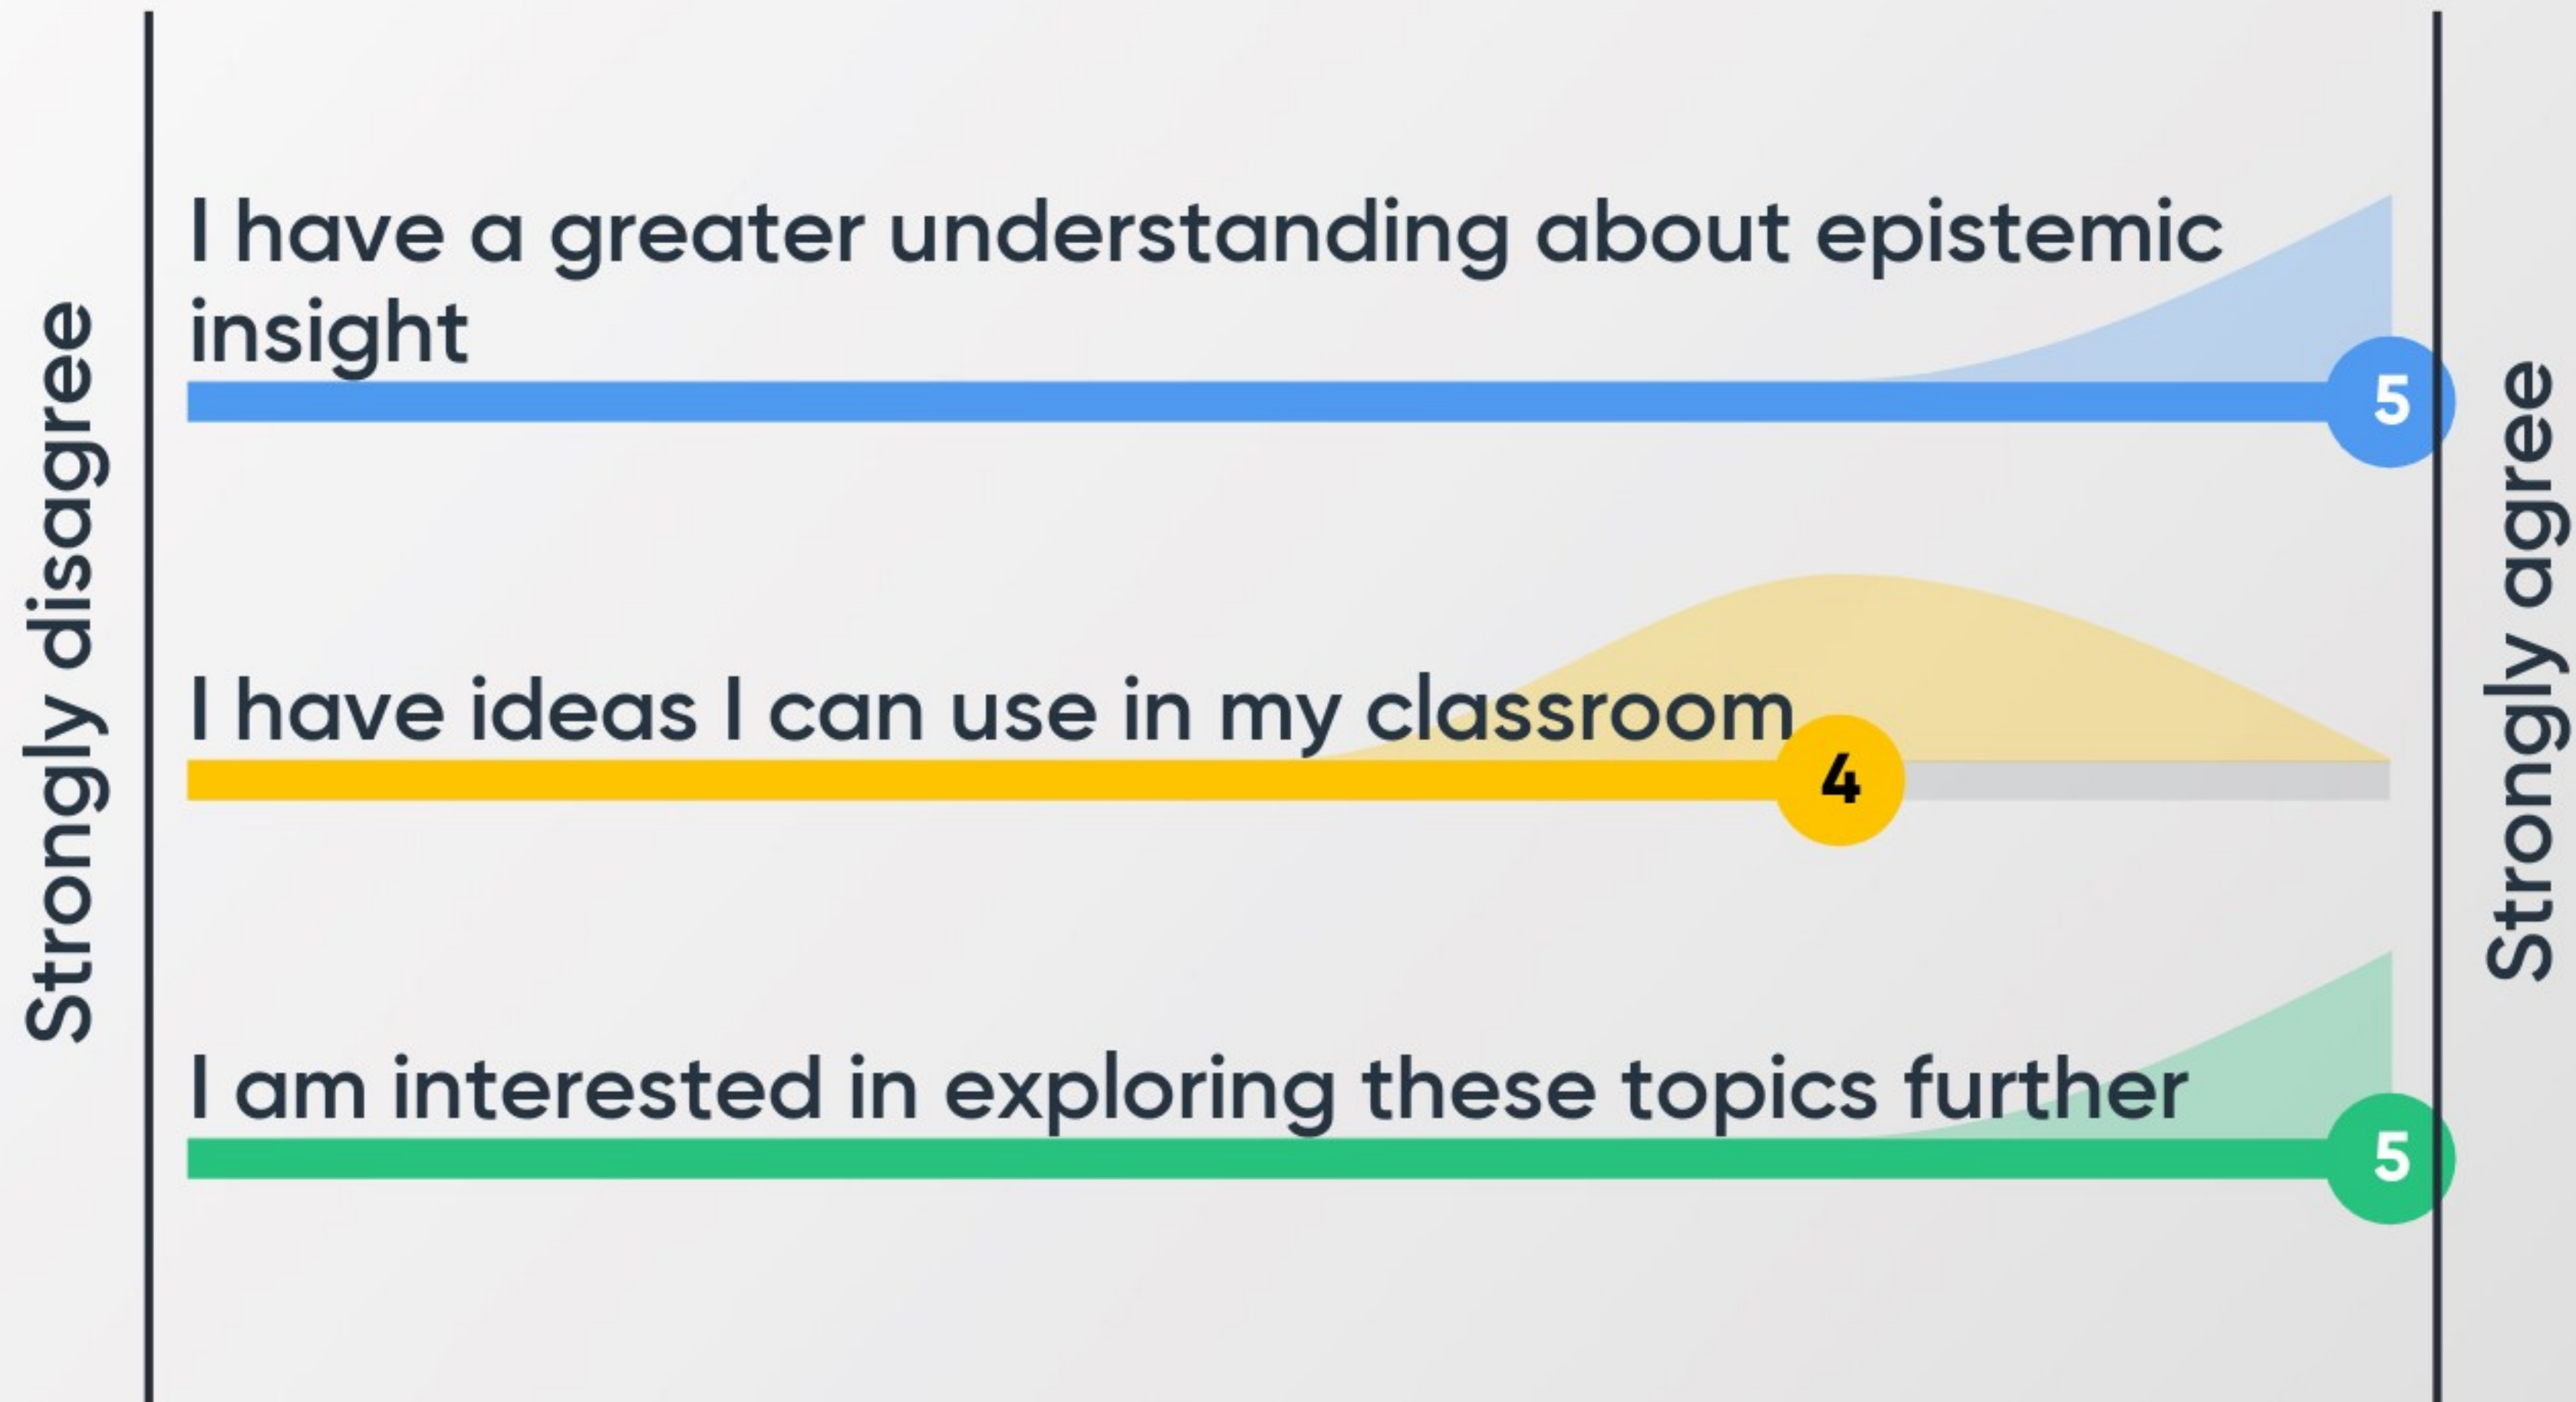 Strongly disagree
I have a greater understanding about epistemic
insight
5
I have ideas I can use in my classroom
4
I am interested in exploring these topics further
5
Strongly agree